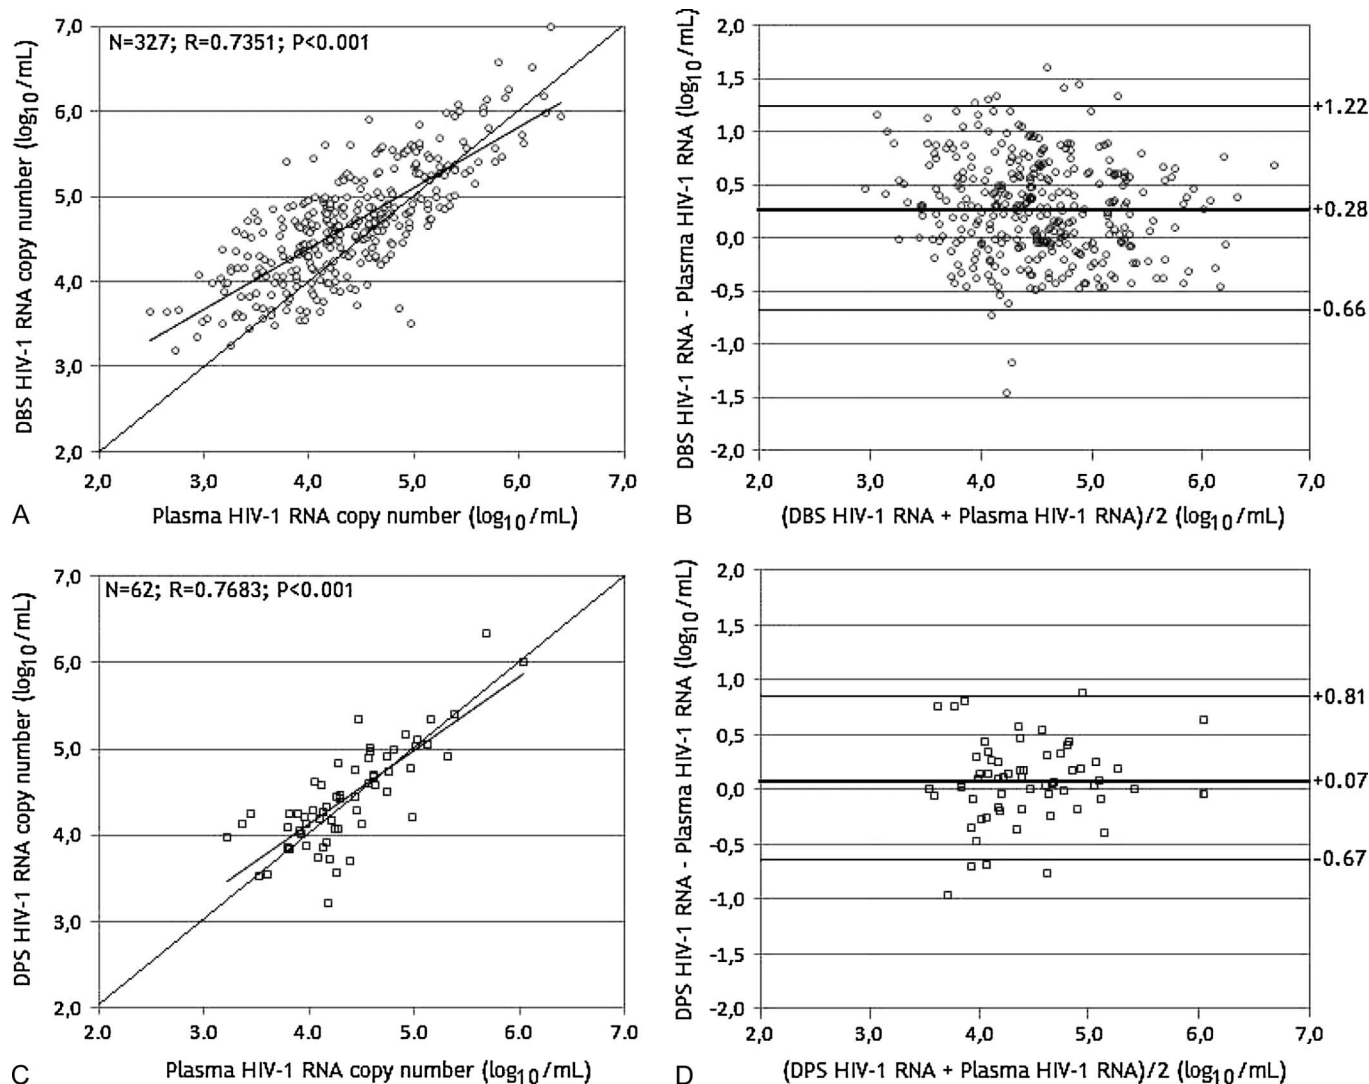 N=327; R=0.7351; P<0.001
DBS HIV-1 RNA copy number (log10/mL)
7,0
6,0
5,0
4,0
3,0
2,0
2,0 3,0 4,0 5,0 6,0 7,0
Plasma HIV-1 RNA copy number (log10/mL)
A
DBS HIV-1 RNA - Plasma HIV-1 RNA (log10/mL)
2,0
1,5
1,0
0,5
0,0
-0,5
-1,0
-1,5
-2,0
+1.22
+0.28
-0.66
2,0 3,0 4,0 5,0 6,0 7,0
(DBS HIV-1 RNA + Plasma HIV-1 RNA)/2 (log10/mL)
B
N=62; R=0.7683; P<0.001
DPS HIV-1 RNA copy number (log10/mL)
7,0
6,0
5,0
4,0
3,0
2,0
2.0 3.0 4.0 5.0 6.0 7.0
Plasma HIV-1 RNA copy number (log10/mL)
C
DPS HIV-1 RNA - Plasma HIV-1 RNA (log10/mL)
2,0
1,5
1,0
0,5
0,0
-0,5
-1,0
-1,5
-2,0
+0.81
+0.07
-0.67
2,0 3,0 4,0 5,0 6,0 7.0
(DPS HIV-1 RNA + Plasma HIV-1 RNA)/2 (log10/mL)
D